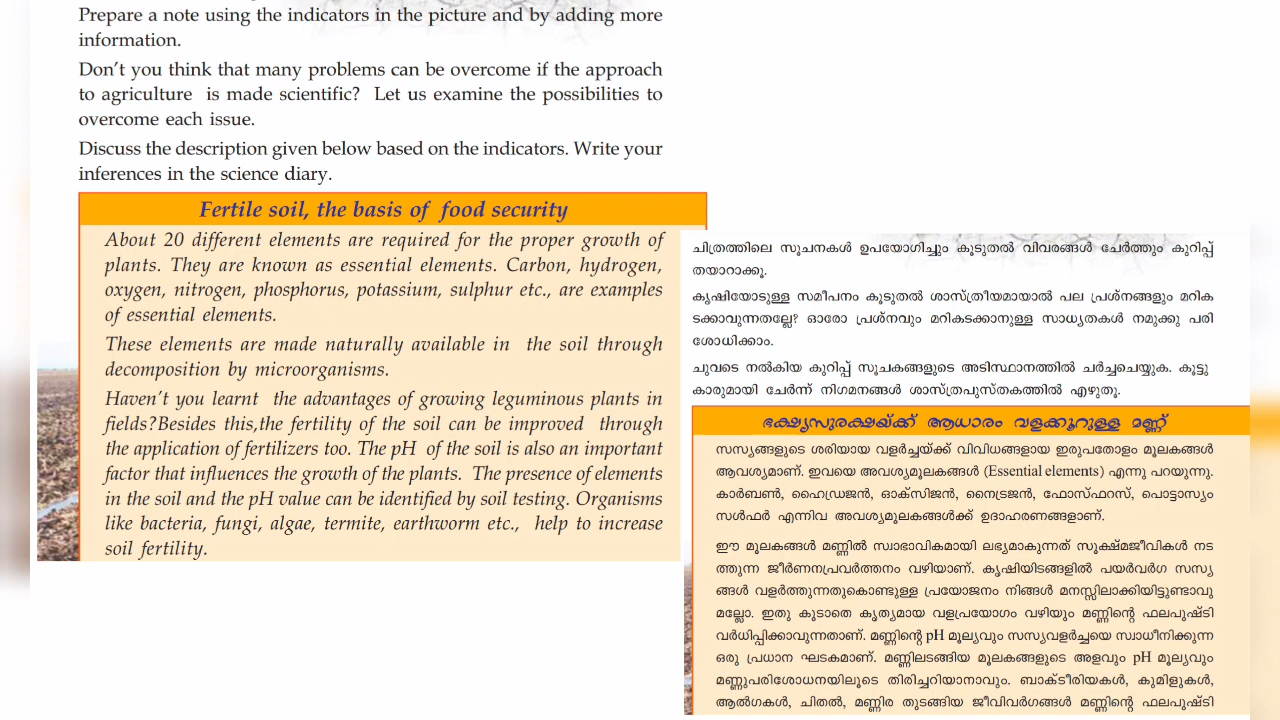 Prepare a note using the indicators in the picture and by adding more
information.
Don't you think that many problems can be overcome if the approach
to agriculture is made scientific? Let us examine the possibilities to
overcome each issue.
Discuss the description given below based on the indicators. Write your
inferences in the science diary.
Fertile soil, the basis of food security
About 20 different elements are required for the proper growth of
plants. They are known as essential elements. Carbon, hydrogen,
oxygen, nitrogen, phosphorus, potassium, sulphur etc., are examples
of essential elements.
These elements are made naturally available in the soil through
decomposition by microorganisms.
Haven't you learnt the advantages of growing leguminous plants in
fields?Besides this,the fertility of the soil can be improved through
the application of fertilizers too. The pH of the soil is also an important
factor that influences the growth of the plants. The presence of elements
in the soil and the pH value can be identified by soil testing. Organisms
like bacteria, fungi, algae, termite, earthworm etc., help to increase
soil fertility.
ചിത്രത്തിലെ സൂചനകൾ ഉപയോഗിച്ചും കൂടുതൽ വിവരങ്ങൾ ചേർത്തും കുറിപ്പ്
തയാറാക്കൂ.
കൃഷിയോടുള്ള സമീപനം കൂടുതൽ ശാസ്ത്രീയമായാൽ പല പ്രശ്നങ്ങളും മറിക
ടക്കാവുന്നതല്ലേ? ഓരോ പ്രശ്നവും മറികടക്കാനുള്ള സാധ്യതകൾ നമുക്കു പരി
ശോധിക്കാം.
ചുവടെ നൽകിയ കുറിപ്പ് സൂചകങ്ങളുടെ അടിസ്ഥാനത്തിൽ ചർച്ചചെയ്യുക. കൂട്ടു
കാരുമായി ചേർന്ന് നിഗമനങ്ങൾ ശാസ്ത്രപുസ്തകത്തിൽ എഴുതൂ.
ഭക്ഷ്യസുരക്ഷയ്ക്ക് ആധാരം വളക്കൂറുള്ള മണ്ണ്
സസ്യങ്ങളുടെ ശരിയായ വളർച്ചയ്ക്ക് വിവിധങ്ങളായ ഇരുപതോളം മൂലകങ്ങൾ
ആവശ്യമാണ്. ഇവയെ അവശ്യമൂലകങ്ങൾ (Essential elements) എന്നു പറയുന്നു.
കാർബൺ, ഹൈഡ്രജൻ, ഓക്സിജൻ, നൈട്രജൻ, ഫോസ്ഫറസ്, പൊട്ടാസ്യം
സൾഫർ എന്നിവ അവശ്യമൂലകങ്ങൾക്ക് ഉദാഹരണങ്ങളാണ്.
ഈ മൂലകങ്ങൾ മണ്ണിൽ സ്വാഭാവികമായി ലഭ്യമാകുന്നത് സൂക്ഷ്മജീവികൾ നട
ത്തുന്ന ജീർണനപ്രവർത്തനം വഴിയാണ്. കൃഷിയിടങ്ങളിൽ പയർവർഗ സസ്യ
ങ്ങൾ വളർത്തുന്നതുകൊണ്ടുള്ള പ്രയോജനം നിങ്ങൾ മനസ്സിലാക്കിയിട്ടുണ്ടാവു
മല്ലോ. ഇതു കൂടാതെ കൃത്യമായ വളപ്രയോഗം വഴിയും മണ്ണിന്റെ ഫലപുഷ്ടി
വർധിപ്പിക്കാവുന്നതാണ്. മണ്ണിന്റെ pH മൂല്യവും സസ്യവളർച്ചയെ സ്വാധീനിക്കുന്ന
ഒരു പ്രധാന ഘടകമാണ്. മണ്ണിലടങ്ങിയ മൂലകങ്ങളുടെ അളവും pH മൂല്യവും
മണ്ണുപരിശോധനയിലൂടെ തിരിച്ചറിയാനാവും. ബാക്ടീരിയകൾ, കുമിളുകൾ,
ആൽഗകൾ, ചിതൽ, മണ്ണിര തുടങ്ങിയ ജീവിവർഗങ്ങൾ മണ്ണിന്റെ ഫലപുഷ്ടി